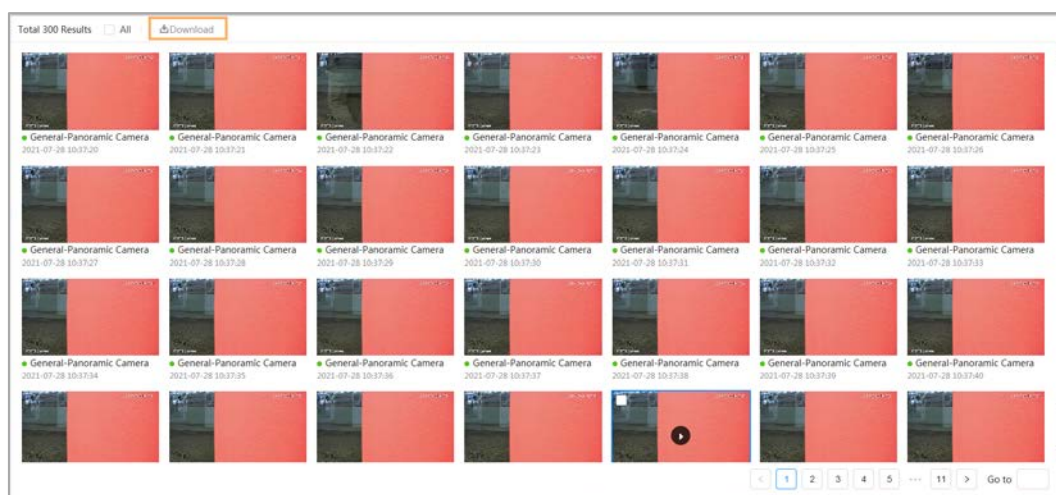 Total 300 Results All Download
General-Panoramic Camera General-Panoramic Camera General-Panoramic Camera General-Panoramic Camera General-Panoramic Camera General-Panoramic Camera General-Panoramic Camera
2021-07-28 10:37:20 2021-07-28 10:37:21 2021-07-28 10:37:22 2021-07-28 10:37:23 2021-07-28 10:37:24 2021-07-28 10:37:25 2021-07-28 10:37:26
General-Panoramic Camera General-Panoramic Camera General-Panoramic Camera General-Panoramic Camera General-Panoramic Camera General-Panoramic Camera General-Panoramic Camera
2021-07-28 10:37:27 2021-07-28 10:37:28 2021-07-28 10:37:29 2021-07-28 10:37:30 2021-07-28 10:37:31 2021-07-28 10:37:32 2021-07-28 10:37:33
General-Panoramic Camera General-Panoramic Camera General-Panoramic Camera General-Panoramic Camera General-Panoramic Camera General-Panoramic Camera General-Panoramic Camera
2021-07-28 10:37:34 2021-07-28 10:37:35 2021-07-28 10:37:36 2021-07-28 10:37:37 2021-07-28 10:37:38 2021-07-28 10:37:39 2021-07-28 10:37:40
< 1 2 3 4 5 ••• 11 > Go to